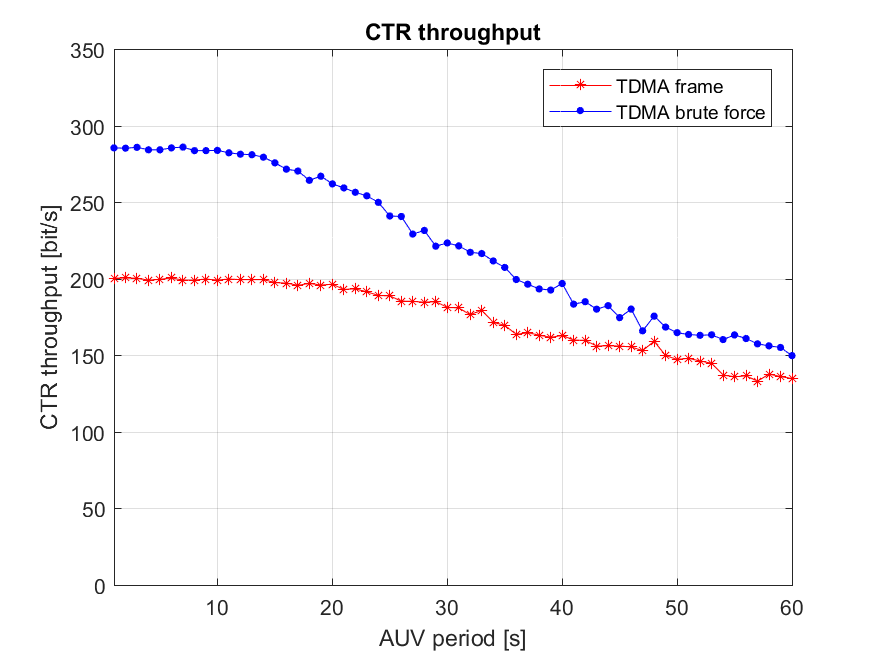 CTR throughput
350
300
250
200
150
100
50
0
CTR throughput [bit/s]
TDMA frame
TDMA brute force
10 20 30 40 50 60
AUV period [s]